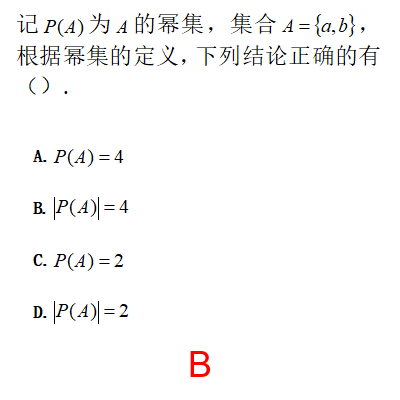 记 P(A) 为 A 的幂集，集合 A={a,b}，
根据幂集的定义，下列结论正确的有
（）.
A. P(A)=4
B. |P(A)|=4
C. P(A)=2
D. |P(A)|=2
B